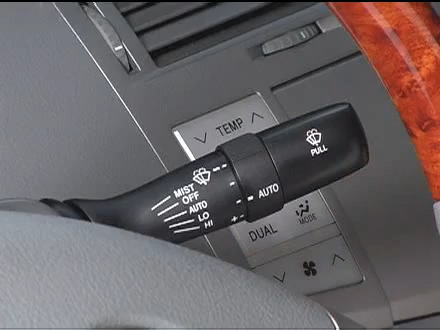 TEMP
PULL
MIST
OFF
AUTO
LO
HI
- AUTO
+
DUAL
MODE